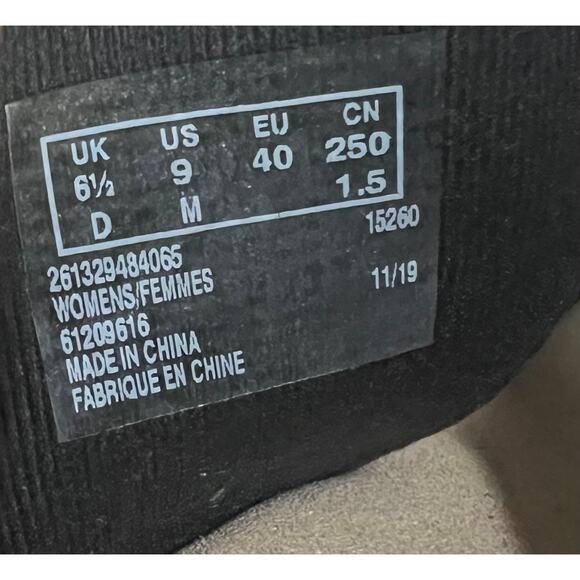 UK US EU CN
6½ 9 40 250
D M 1.5
15260
261329484065
WOMENS/FEMMES 11/19
61209616
MADE IN CHINA
FABRIQUE EN CHINE